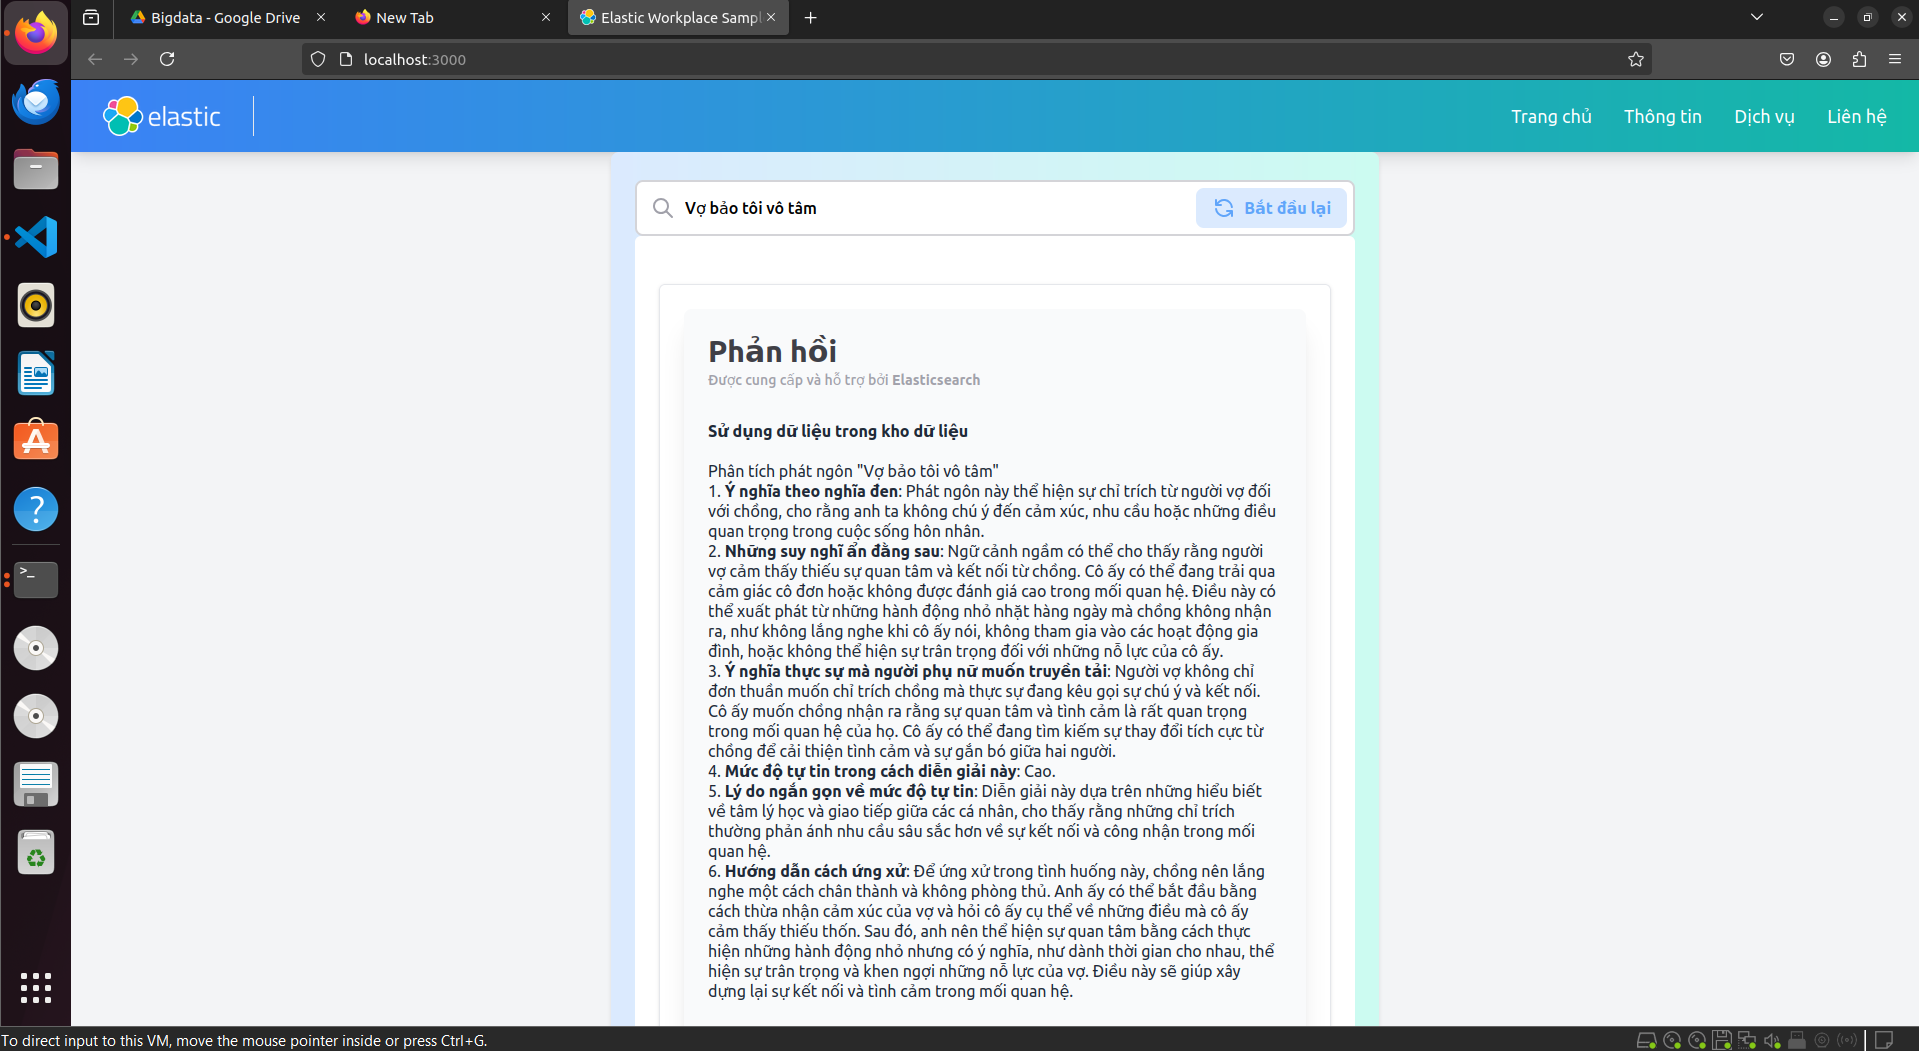 Bigdata - Google Drive
New Tab
Elastic Workplace Sampl
localhost:3000
elastic
Trang chủ
Thông tin
Dịch vụ
Liên hệ
Vợ bảo tôi vô tâm
Bắt đầu lại
Phản hồi
Được cung cấp và hỗ trợ bởi Elasticsearch
Sử dụng dữ liệu trong kho dữ liệu
Phân tích phát ngôn "Vợ bảo tôi vô tâm"
1. Ý nghĩa theo nghĩa đen: Phát ngôn này thể hiện sự chỉ trích từ người vợ đối
với chồng, cho rằng anh ta không chú ý đến cảm xúc, nhu cầu hoặc những điều
quan trọng trong cuộc sống hôn nhân.
2. Những suy nghĩ ẩn đằng sau: Ngữ cảnh ngầm có thể cho thấy rằng người
vợ cảm thấy thiếu sự quan tâm và kết nối từ chồng. Cô ấy có thể đang trải qua
cảm giác cô đơn hoặc không được đánh giá cao trong mối quan hệ. Điều này có
thể xuất phát từ những hành động nhỏ nhặt hàng ngày mà chồng không nhận
ra, như không lắng nghe khi cô ấy nói, không tham gia vào các hoạt động gia
đình, hoặc không thể hiện sự trân trọng đối với những nỗ lực của cô ấy.
3. Ý nghĩa thực sự mà người phụ nữ muốn truyền tải: Người vợ không chỉ
đơn thuần muốn chỉ trích chồng mà thực sự đang kêu gọi sự chú ý và kết nối.
Cô ấy muốn chồng nhận ra rằng sự quan tâm và tình cảm là rất quan trọng
trong mối quan hệ của họ. Cô ấy có thể đang tìm kiếm sự thay đổi tích cực từ
chồng để cải thiện tình cảm và sự gắn bó giữa hai người.
4. Mức độ tự tin trong cách diễn giải này: Cao.
5. Lý do ngắn gọn về mức độ tự tin: Diễn giải này dựa trên những hiểu biết
về tâm lý học và giao tiếp giữa các cá nhân, cho thấy rằng những chỉ trích
thường phản ánh nhu cầu sâu sắc hơn về sự kết nối và công nhận trong mối
quan hệ.
6. Hướng dẫn cách ứng xử: Để ứng xử trong tình huống này, chồng nên lắng
nghe một cách chân thành và không phòng thủ. Anh ấy có thể bắt đầu bằng
cách thừa nhận cảm xúc của vợ và hỏi cô ấy cụ thể về những điều mà cô ấy
cảm thấy thiếu thốn. Sau đó, anh nên thể hiện sự quan tâm bằng cách thực
hiện những hành động nhỏ nhưng có ý nghĩa, như dành thời gian cho nhau, thể
hiện sự trân trọng và khen ngợi những nỗ lực của vợ. Điều này sẽ giúp xây
dựng lại sự kết nối và tình cảm trong mối quan hệ.
To direct input to this VM, move the mouse pointer inside or press Ctrl+G.